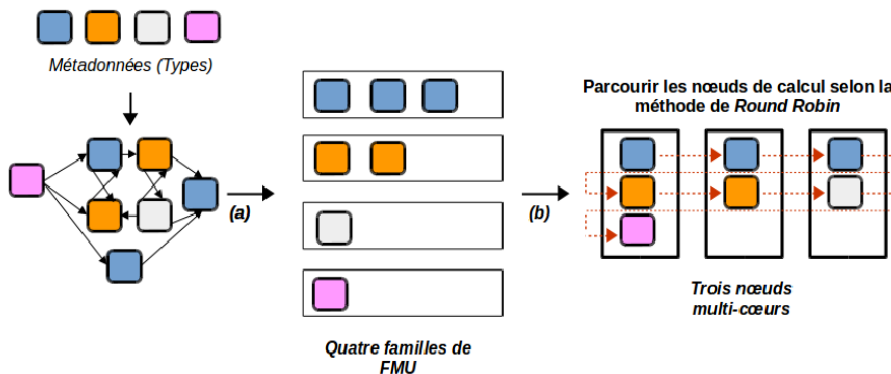 Métadonnées (Types)
(a)
Quatre familles de
FMU
(b)
Parcourir les nœuds de calcul selon la
méthode de Round Robin
Trois nœuds
multi-cœurs